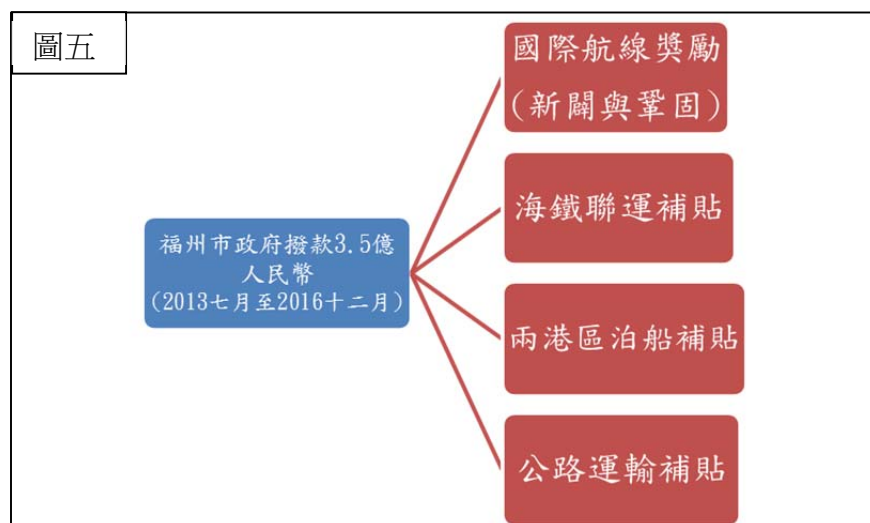 圖五
國際航線獎勵
(新闢與鞏固)
海鐵聯運補貼
福州市政府撥款3.5億
人民幣
(2013七月至2016十二月)
兩港區泊船補貼
公路運輸補貼